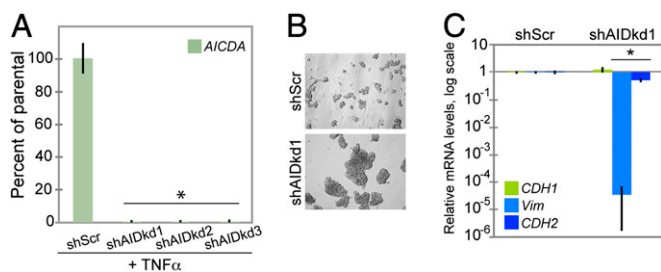 A
Percent of parental
100
80
60
40
20
0
AICDA
*
shScr
shAIDkd1
shAIDkd2
shAIDkd3
+ TNFα
B
shScr
shAIDkd1
C
shScr
shAIDkd1
Relative mRNA levels, log scale
10
1
10-1
10-2
10-3
10-4
10-5
10-6
*
CDH1
Vim
CDH2